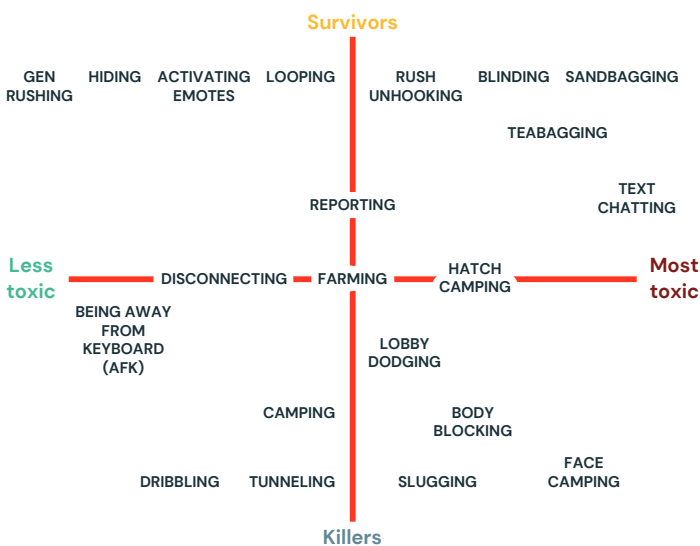 Survivors
GEN
RUSHING
HIDING
ACTIVATING
EMOTES
LOOPING
RUSH
UNHOOKING
BLINDING
SANDBAGGING
TEABAGGING
TEXT
CHATTING
REPORTING
Less
toxic
DISCONNECTING
FARMING
HATCH
CAMPING
Most
toxic
BEING AWAY
FROM
KEYBOARD
(AFK)
LOBBY
DODGING
CAMPING
BODY
BLOCKING
DRIBBLING
TUNNELING
SLUGGING
FACE
CAMPING
Killers